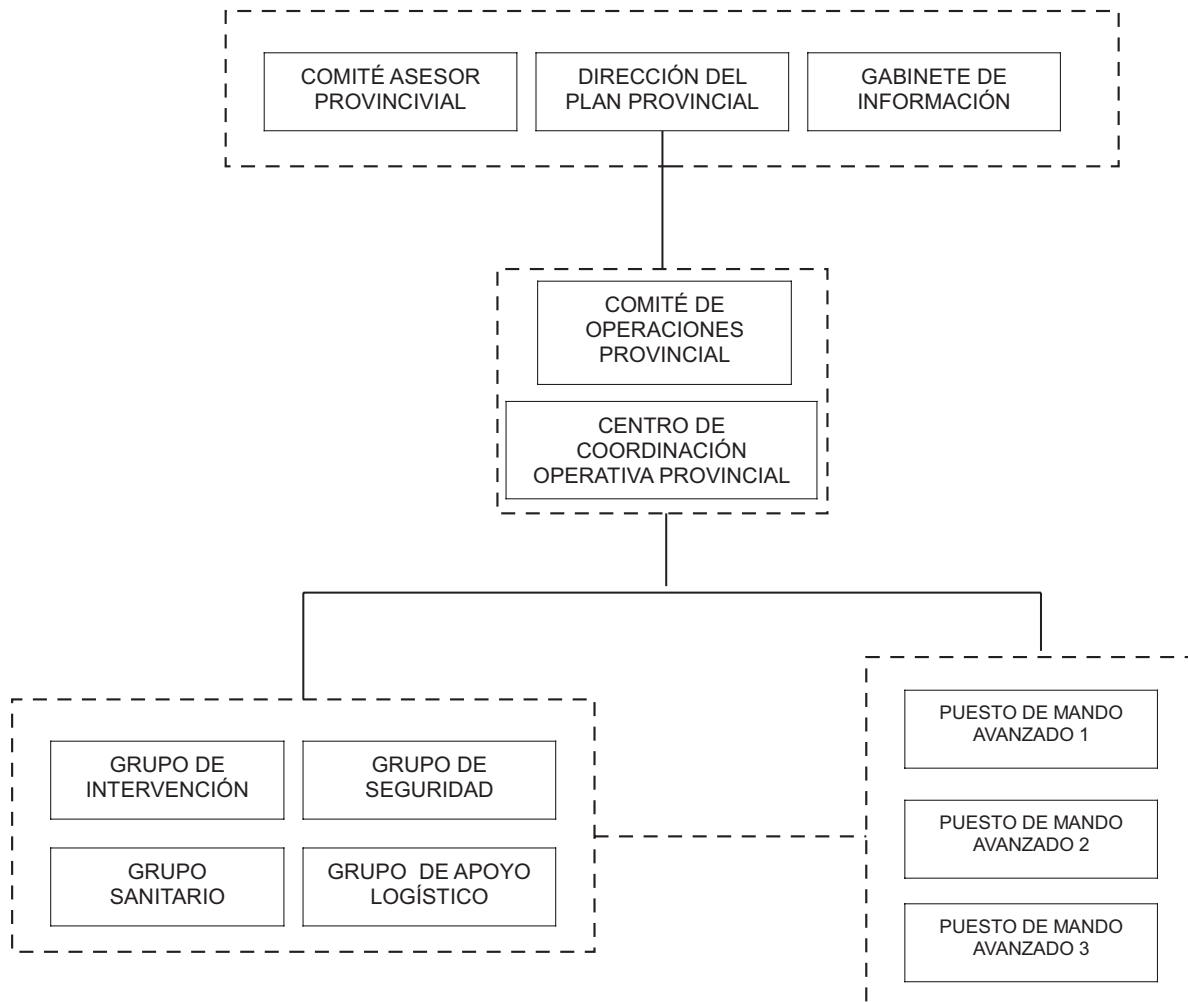 COMITÉ ASESOR
PROVINCIVIAL
DIRECCIÓN DEL
PLAN PROVINCIAL
GABINETE DE
INFORMACIÓN
COMITÉ DE
OPERACIONES
PROVINCIAL
CENTRO DE
COORDINACIÓN
OPERATIVA PROVINCIAL
GRUPO DE
INTERVENCIÓN
GRUPO DE
SEGURIDAD
GRUPO
SANITARIO
GRUPO DE APOYO
LOGÍSTICO
PUESTO DE MANDO
AVANZADO 1
PUESTO DE MANDO
AVANZADO 2
PUESTO DE MANDO
AVANZADO 3